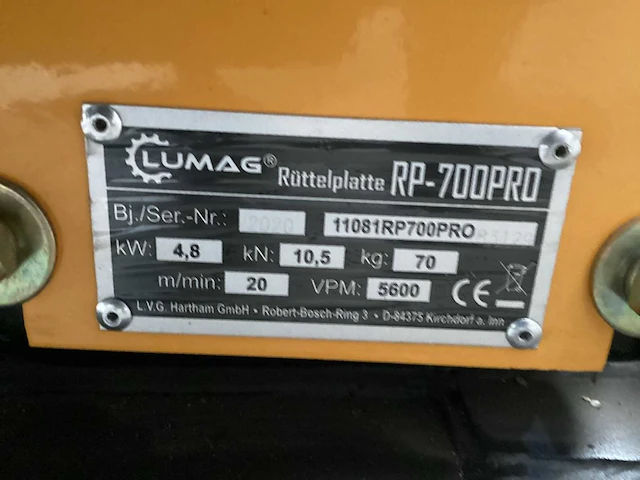 LUMAG® Rüttelplatte RP-700PRO
Bj./Ser.-Nr.: 2020 11081RP700PRO
kW: 4,8 kN: 10,5 kg: 70
m/min: 20 VPM: 5600 CE
L.V.G. Hartham GmbH • Robert-Bosch-Ring 3 • D-84375 Kirchdorf a. Inn